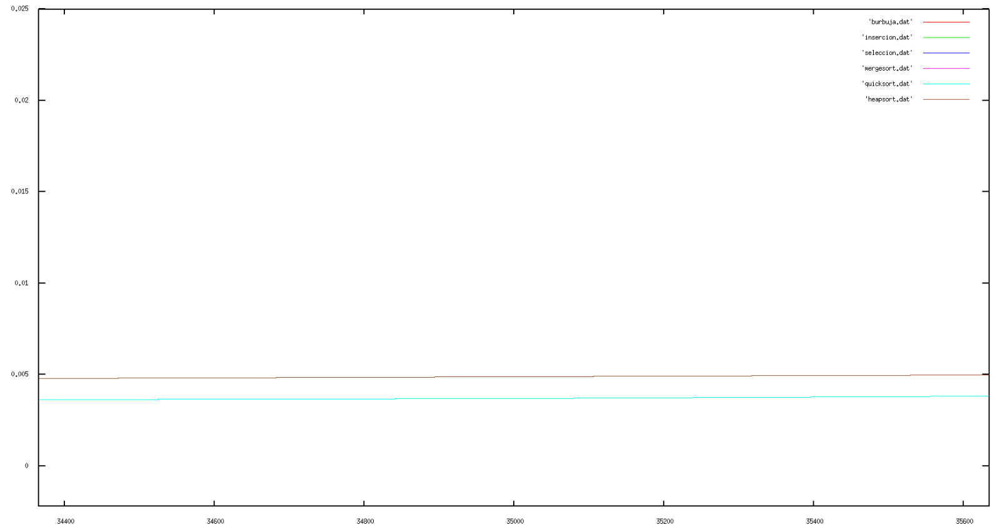 0.025
'burbuja.dat'
'insercion.dat'
'seleccion.dat'
'mergesort.dat'
'quicksort.dat'
'heapsort.dat'
0.02
0.015
0.01
0.005
0
34400 34600 34800 35000 35200 35400 35600